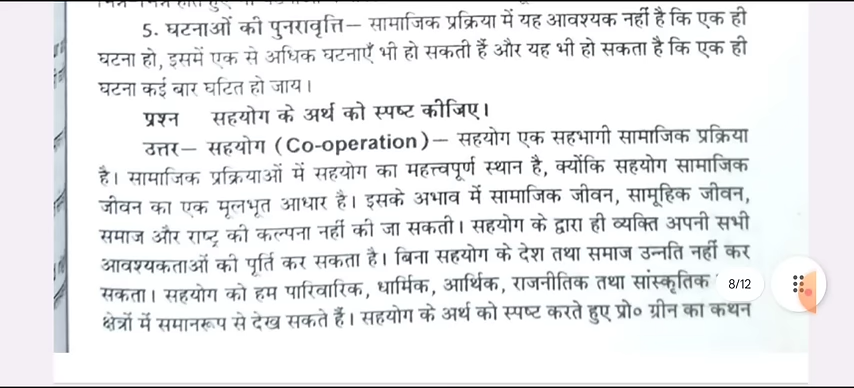 5. घटनाओं की पुनरावृत्ति— सामाजिक प्रक्रिया में यह आवश्यक नहीं है कि एक ही
घटना हो, इसमें एक से अधिक घटनाएँ भी हो सकती हैं और यह भी हो सकता है कि एक ही
घटना कई बार घटित हो जाय।
प्रश्न सहयोग के अर्थ को स्पष्ट कीजिए।
उत्तर— सहयोग (Co-operation)— सहयोग एक सहभागी सामाजिक प्रक्रिया
है। सामाजिक प्रक्रियाओं में सहयोग का महत्त्वपूर्ण स्थान है, क्योंकि सहयोग सामाजिक
जीवन का एक मूलभूत आधार है। इसके अभाव में सामाजिक जीवन, सामूहिक जीवन,
समाज और राष्ट्र की कल्पना नहीं की जा सकती। सहयोग के द्वारा ही व्यक्ति अपनी सभी
आवश्यकताओं की पूर्ति कर सकता है। बिना सहयोग के देश तथा समाज उन्नति नहीं कर
सकता। सहयोग को हम पारिवारिक, धार्मिक, आर्थिक, राजनीतिक तथा सांस्कृतिक 8/12
क्षेत्रों में समानरूप से देख सकते हैं। सहयोग के अर्थ को स्पष्ट करते हुए प्रो० ग्रीन का कथन